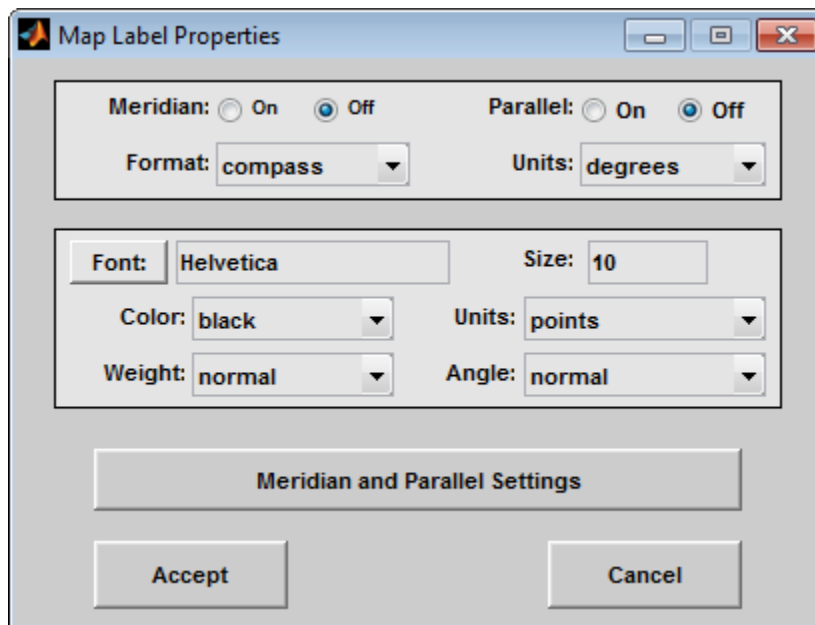 Map Label Properties
Meridian: On Off Parallel: On Off
Format: compass Units: degrees
Font: Helvetica Size: 10
Color: black Units: points
Weight: normal Angle: normal
Meridian and Parallel Settings
Accept Cancel